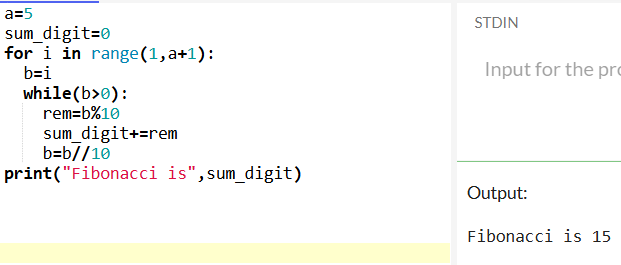 a=5
sum_digit=0
for i in range(1,a+1):
  b=i
  while(b>0):
    rem=b%10
    sum_digit+=rem
    b=b//10
print("Fibonacci is",sum_digit)
STDIN
Input for the pro
Output:
Fibonacci is 15